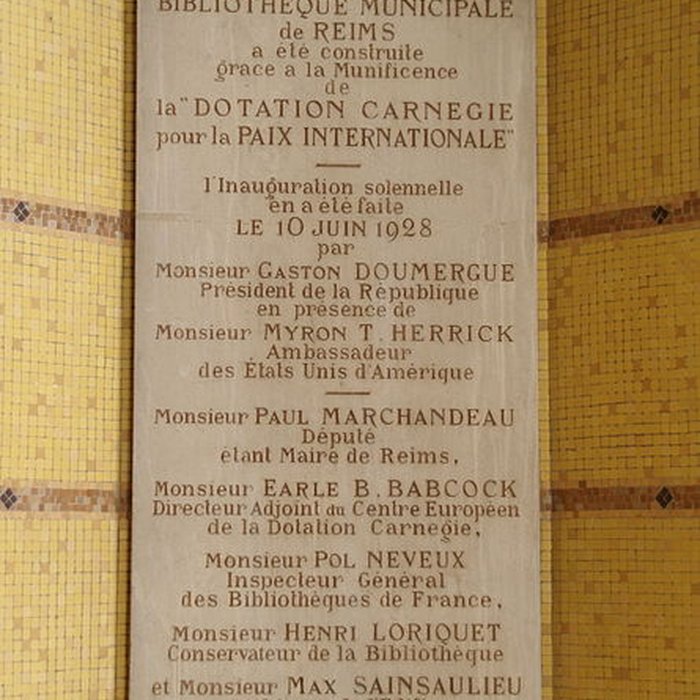 BIBLIOTHEQUE MUNICIPALE
de REIMS
a été construite
grace a la Munificence
de
la "DOTATION CARNEGIE
pour la PAIX INTERNATIONALE"
l'Inauguration solennelle
en a été faite
LE 10 JUIN 1928
par
Monsieur GASTON DOUMERGUE
Président de la République
en présence de
Monsieur MYRON T. HERRICK
Ambassadeur
des États Unis d'Amérique
Monsieur PAUL MARCHANDEAU
Député
étant Maire de Reims,
Monsieur EARLE B. BABCOCK
Directeur Adjoint du Centre Européen
de la Dotation Carnegie,
Monsieur POL NEVEUX
Inspecteur Général
des Bibliothèques de France,
Monsieur HENRI LORIQUET
Conservateur de la Bibliothèque
et Monsieur MAX SAINSAULIEU